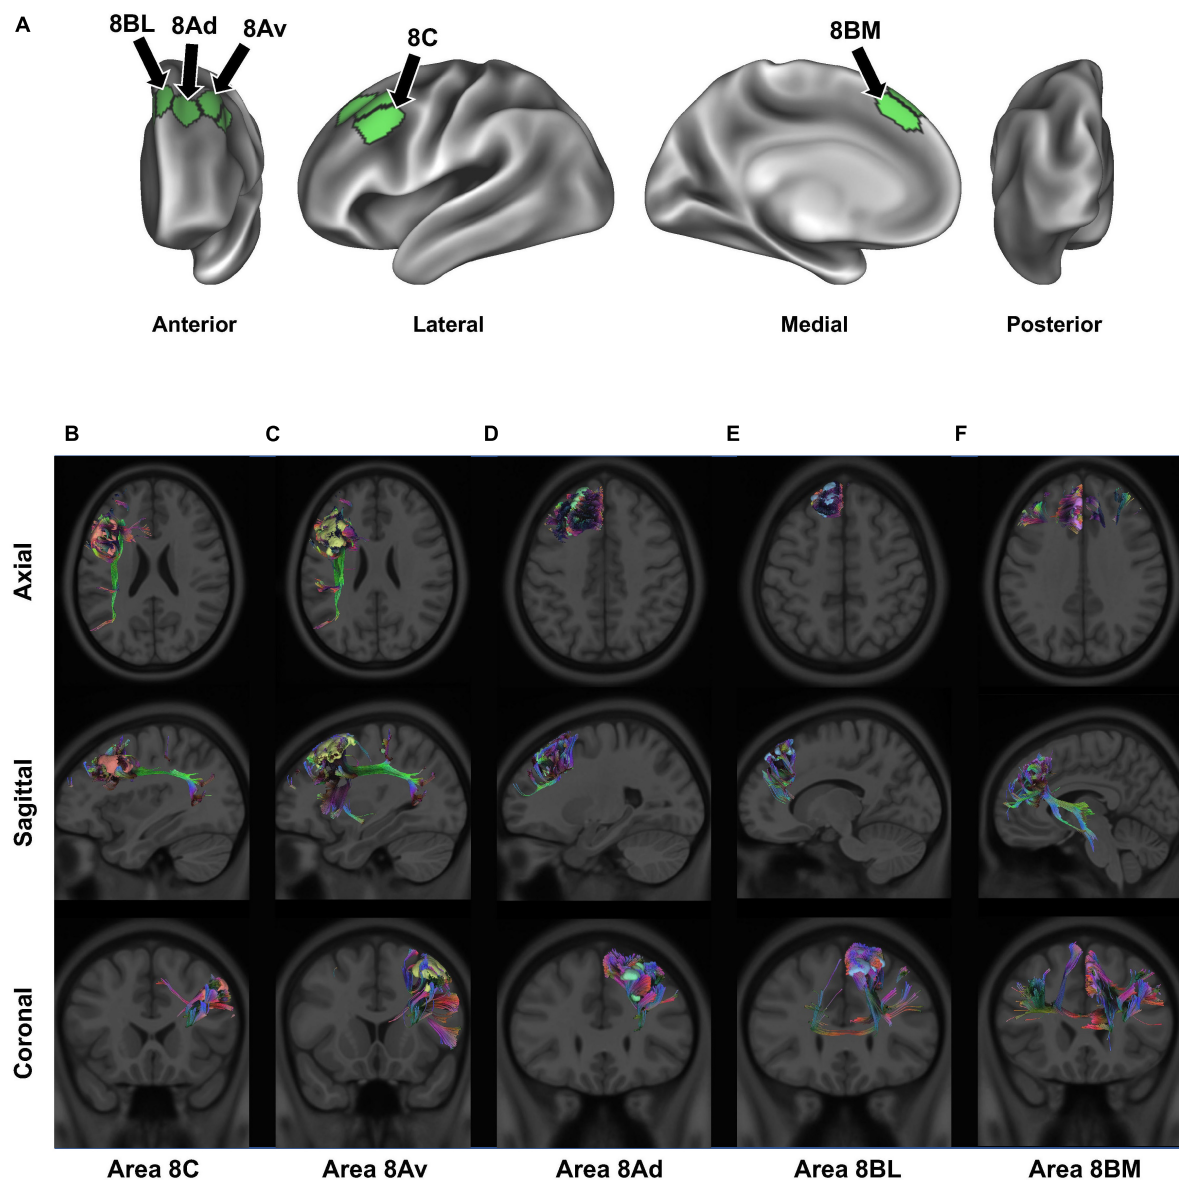 A
8BL 8Ad 8Av
8C
8BM
Anterior
Lateral
Medial
Posterior
B
C
D
E
F
Axial
Sagittal
Coronal
Area 8C
Area 8Av
Area 8Ad
Area 8BL
Area 8BM